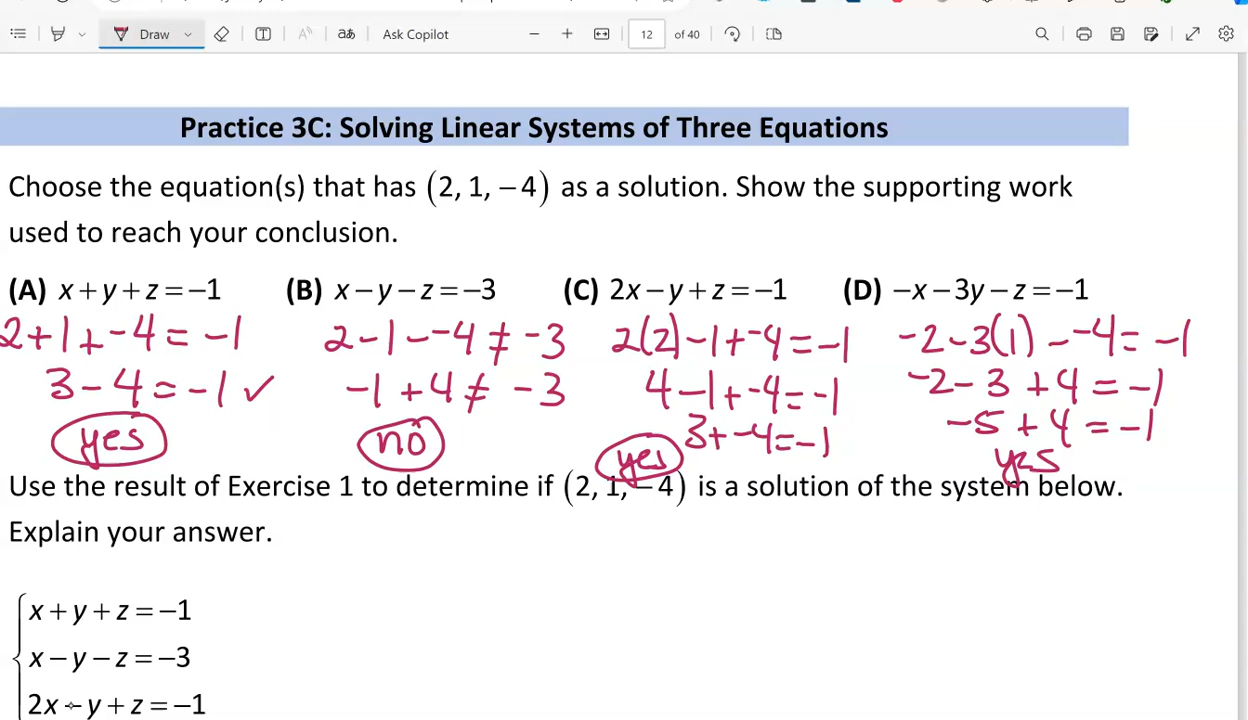 Draw aあ Ask Copilot 12 of 40
Practice 3C: Solving Linear Systems of Three Equations
Choose the equation(s) that has (2, 1, −4) as a solution. Show the supporting work
used to reach your conclusion.
(A) x+y+z=−1 (B) x−y−z=−3 (C) 2x−y+z=−1 (D) −x−3y−z=−1
2+1+-4=-1 2-1--4≠-3 2(2)-1+-4=-1 -2-3(1)--4=-1
3-4=-1✓ -1+4≠-3 4-1+-4=-1 -2-3+4=-1
yes no yes 3+-4=-1 -5+4=-1
yes
Use the result of Exercise 1 to determine if (2, 1, −4) is a solution of the system below.
Explain your answer.
x+y+z=−1
x−y−z=−3
2x−y+z=−1